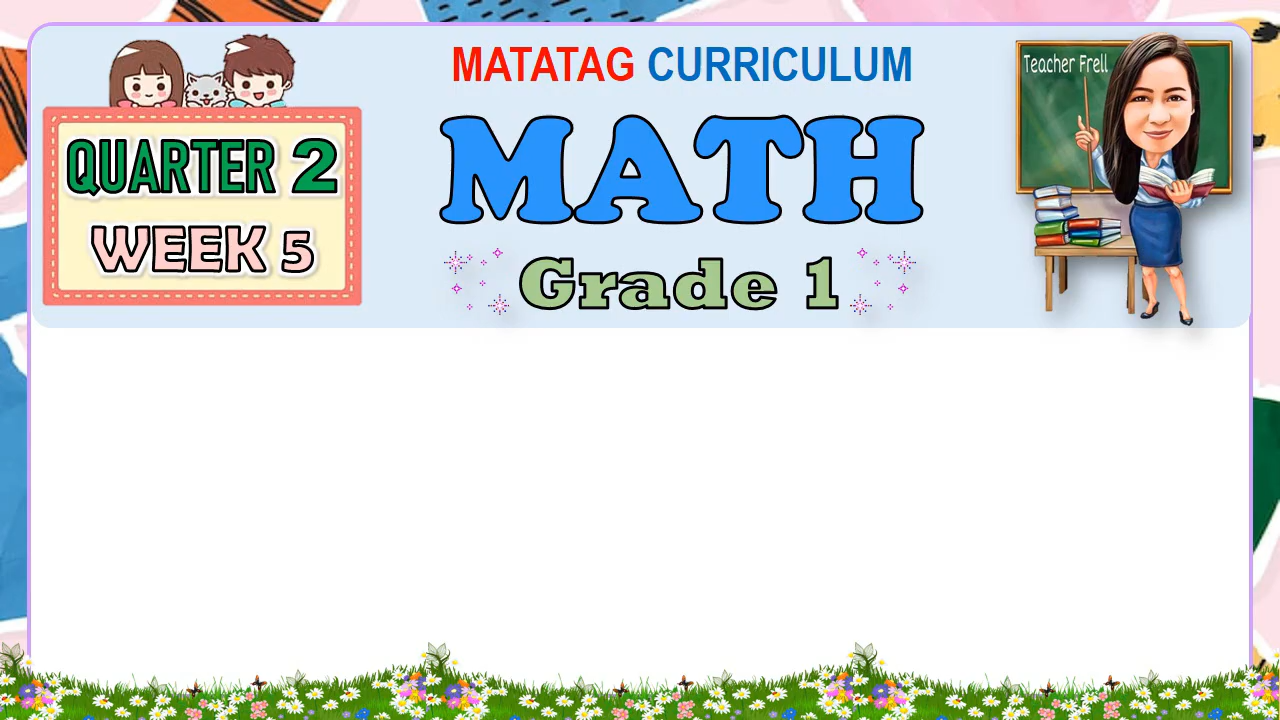 MATATAG CURRICULUM
QUARTER 2
WEEK 5
MATH
Grade 1
Teacher Frell